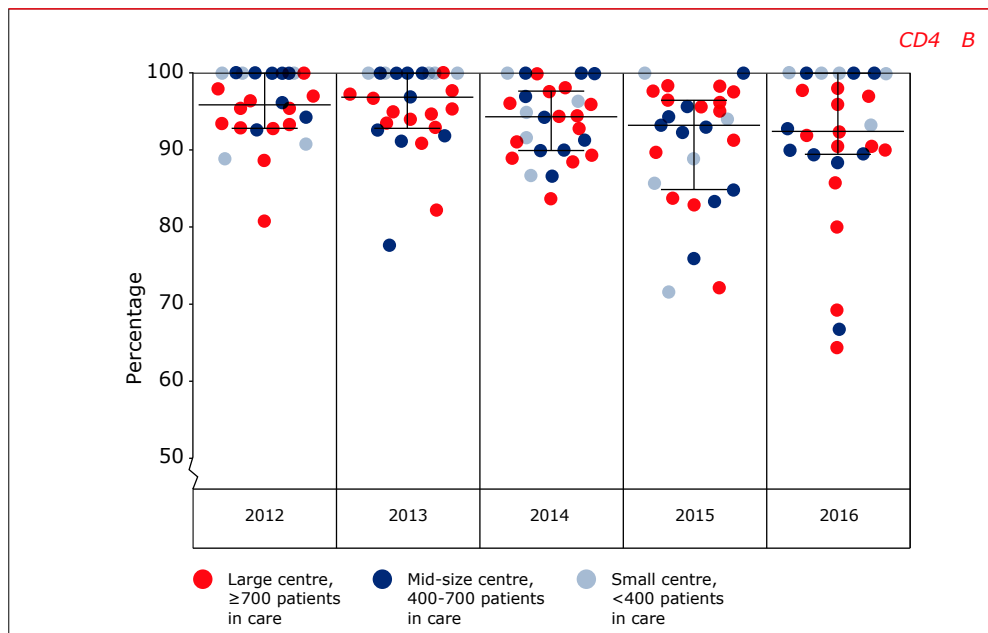 CD4 B
Percentage
100
90
80
70
60
50
2012 2013 2014 2015 2016
Large centre,
≥700 patients
in care
Mid-size centre,
400-700 patients
in care
Small centre,
<400 patients
in care